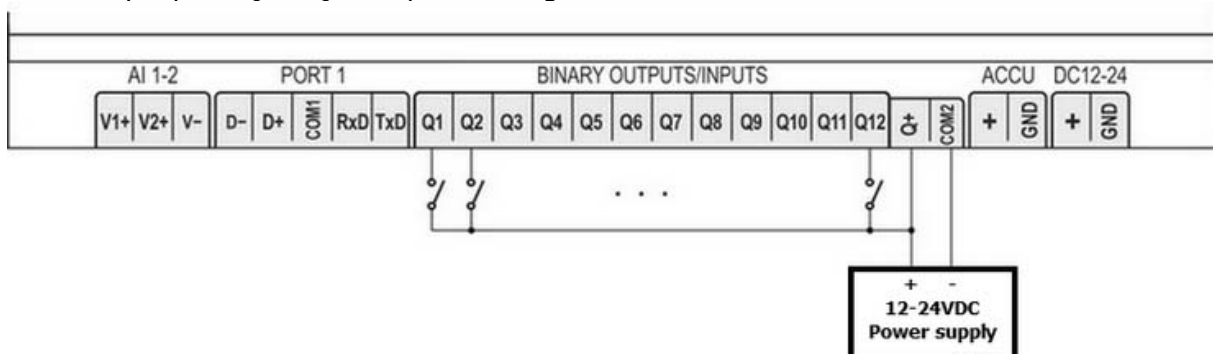 AI 1-2 PORT 1 BINARY OUTPUTS/INPUTS ACCU DC12-24
V1+ V2+ V- D- D+ COM1 RxD TxD Q1 Q2 Q3 Q4 Q5 Q6 Q7 Q8 Q9 Q10 Q11 Q12 Q+ COM2 + GND + GND
. . .
+ -
12-24VDC
Power supply